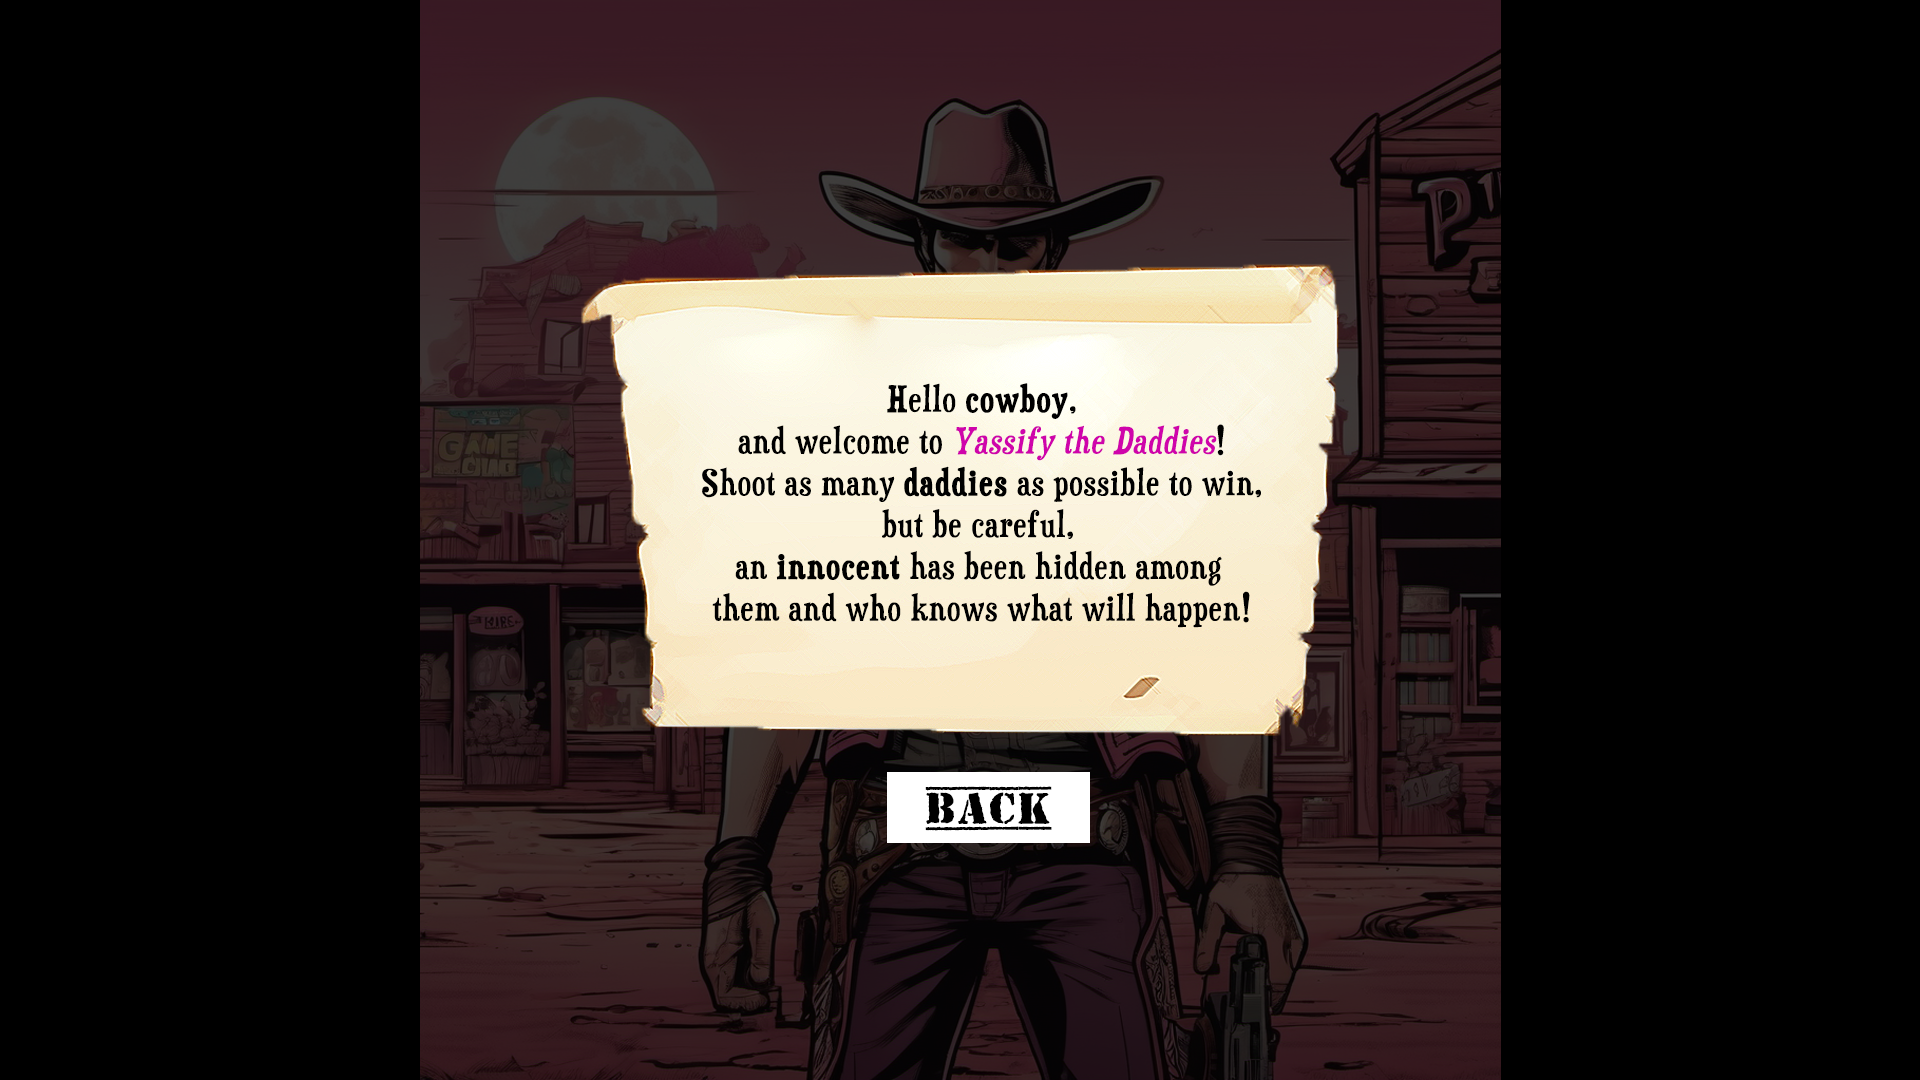 Hello cowboy,
and welcome to Yassify the Daddies!
Shoot as many daddies as possible to win,
but be careful,
an innocent has been hidden among
them and who knows what will happen!
BACK
GAME